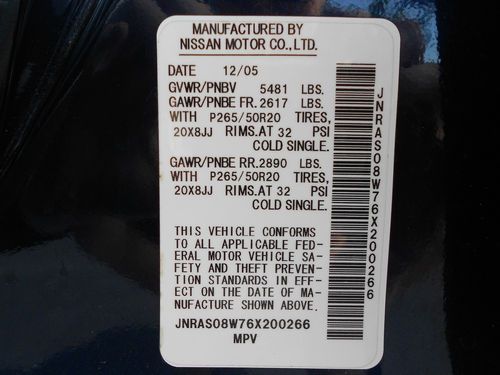 MANUFACTURED BY
NISSAN MOTOR CO.,LTD.
DATE 12/05
GVWR/PNBV 5481 LBS.
GAWR/PNBE FR. 2617 LBS.
WITH P265/50R20 TIRES,
20X8JJ RIMS.AT 32 PSI
COLD SINGLE.
GAWR/PNBE RR. 2890 LBS.
WITH P265/50R20 TIRES,
20X8JJ RIMS.AT 32 PSI
COLD SINGLE.
THIS VEHICLE CONFORMS
TO ALL APPLICABLE FED-
ERAL MOTOR VEHICLE SA-
FETY AND THEFT PREVEN-
TION STANDARDS IN EFF-
ECT ON THE DATE OF MA-
NUFACTURE SHOWN ABOVE.
JNRAS08W76X200266
MPV
JNRAS08W76X200266